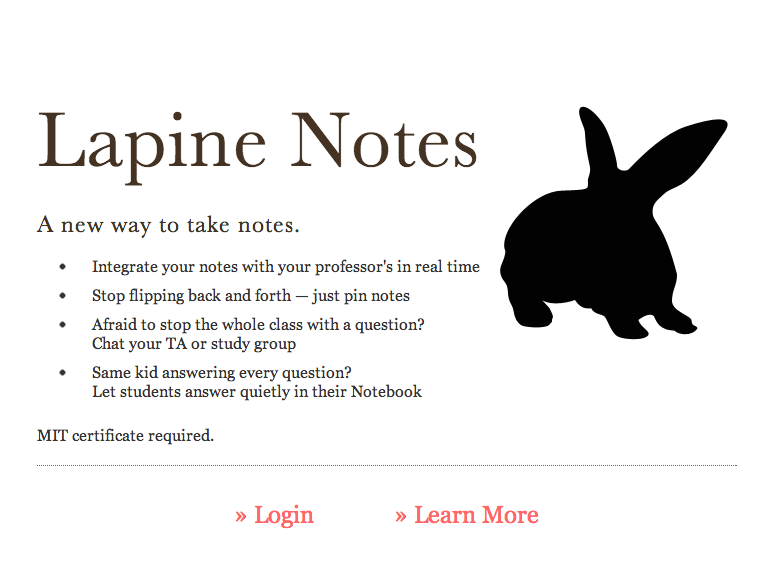 Lapine Notes
A new way to take notes.
• Integrate your notes with your professor's in real time
• Stop flipping back and forth — just pin notes
• Afraid to stop the whole class with a question?
Chat your TA or study group
• Same kid answering every question?
Let students answer quietly in their Notebook
MIT certificate required.
» Login » Learn More